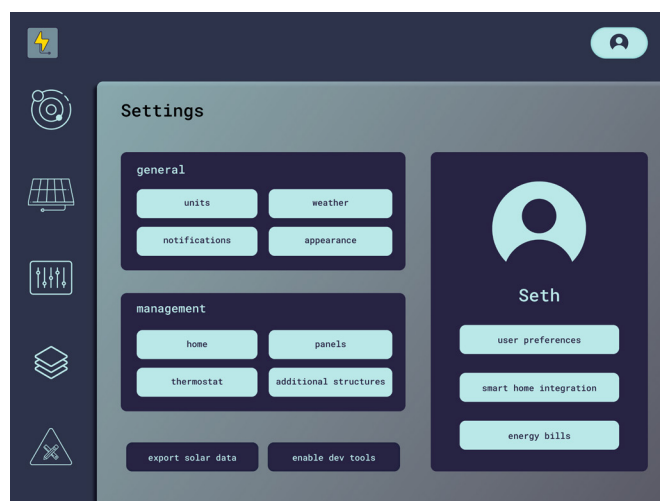 Settings
general
units
weather
notifications
appearance
management
home
panels
thermostat
additional structures
export solar data
enable dev tools
Seth
user preferences
smart home integration
energy bills